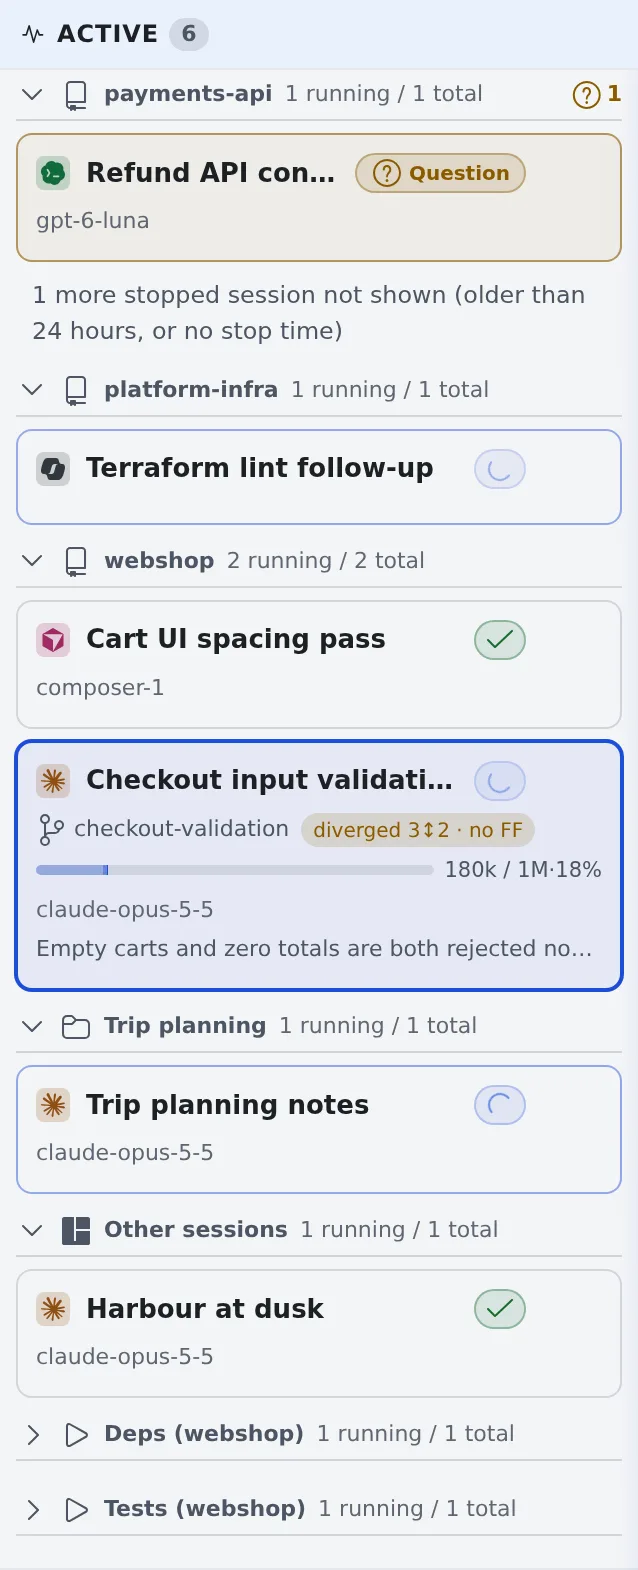 ACTIVE 6
payments-api 1 running / 1 total ? 1
Refund API con… ? Question
gpt-6-luna
1 more stopped session not shown (older than
24 hours, or no stop time)
platform-infra 1 running / 1 total
Terraform lint follow-up
webshop 2 running / 2 total
Cart UI spacing pass
composer-1
Checkout input validati…
checkout-validation diverged 3↕2 · no FF
180k / 1M·18%
claude-opus-5-5
Empty carts and zero totals are both rejected no…
Trip planning 1 running / 1 total
Trip planning notes
claude-opus-5-5
Other sessions 1 running / 1 total
Harbour at dusk
claude-opus-5-5
Deps (webshop) 1 running / 1 total
Tests (webshop) 1 running / 1 total